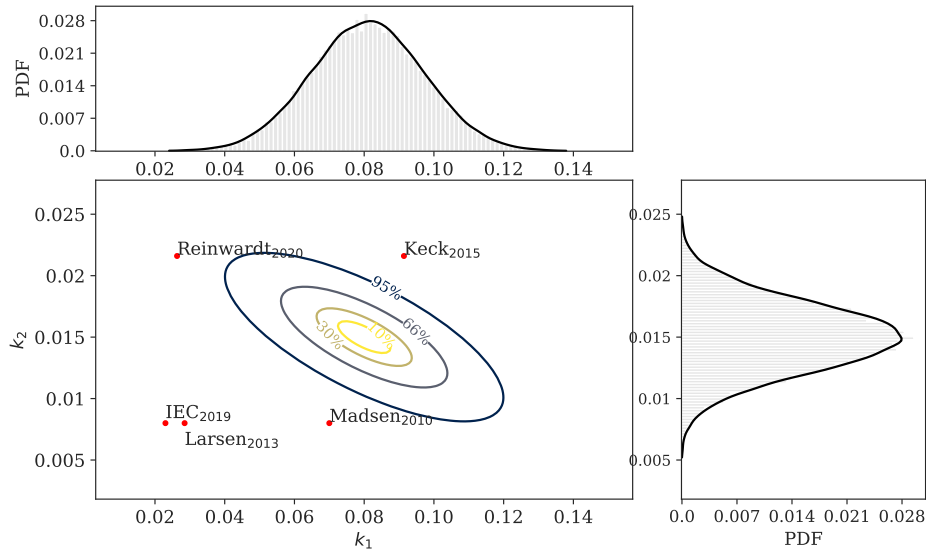 0.028
0.021
0.014
0.007
0.0
PDF
0.02 0.04 0.06 0.08 0.10 0.12 0.14
0.025
0.020
0.015
0.010
0.005
k₂
Reinwardt₂₀₂₀
Keck₂₀₁₅
95%
66%
30%
10%
IEC₂₀₁₉
Madsen₂₀₁₀
Larsen₂₀₁₃
0.02 0.04 0.06 0.08 0.10 0.12 0.14
k₁
0.025
0.020
0.015
0.010
0.005
0.0 0.007 0.014 0.021 0.028
PDF